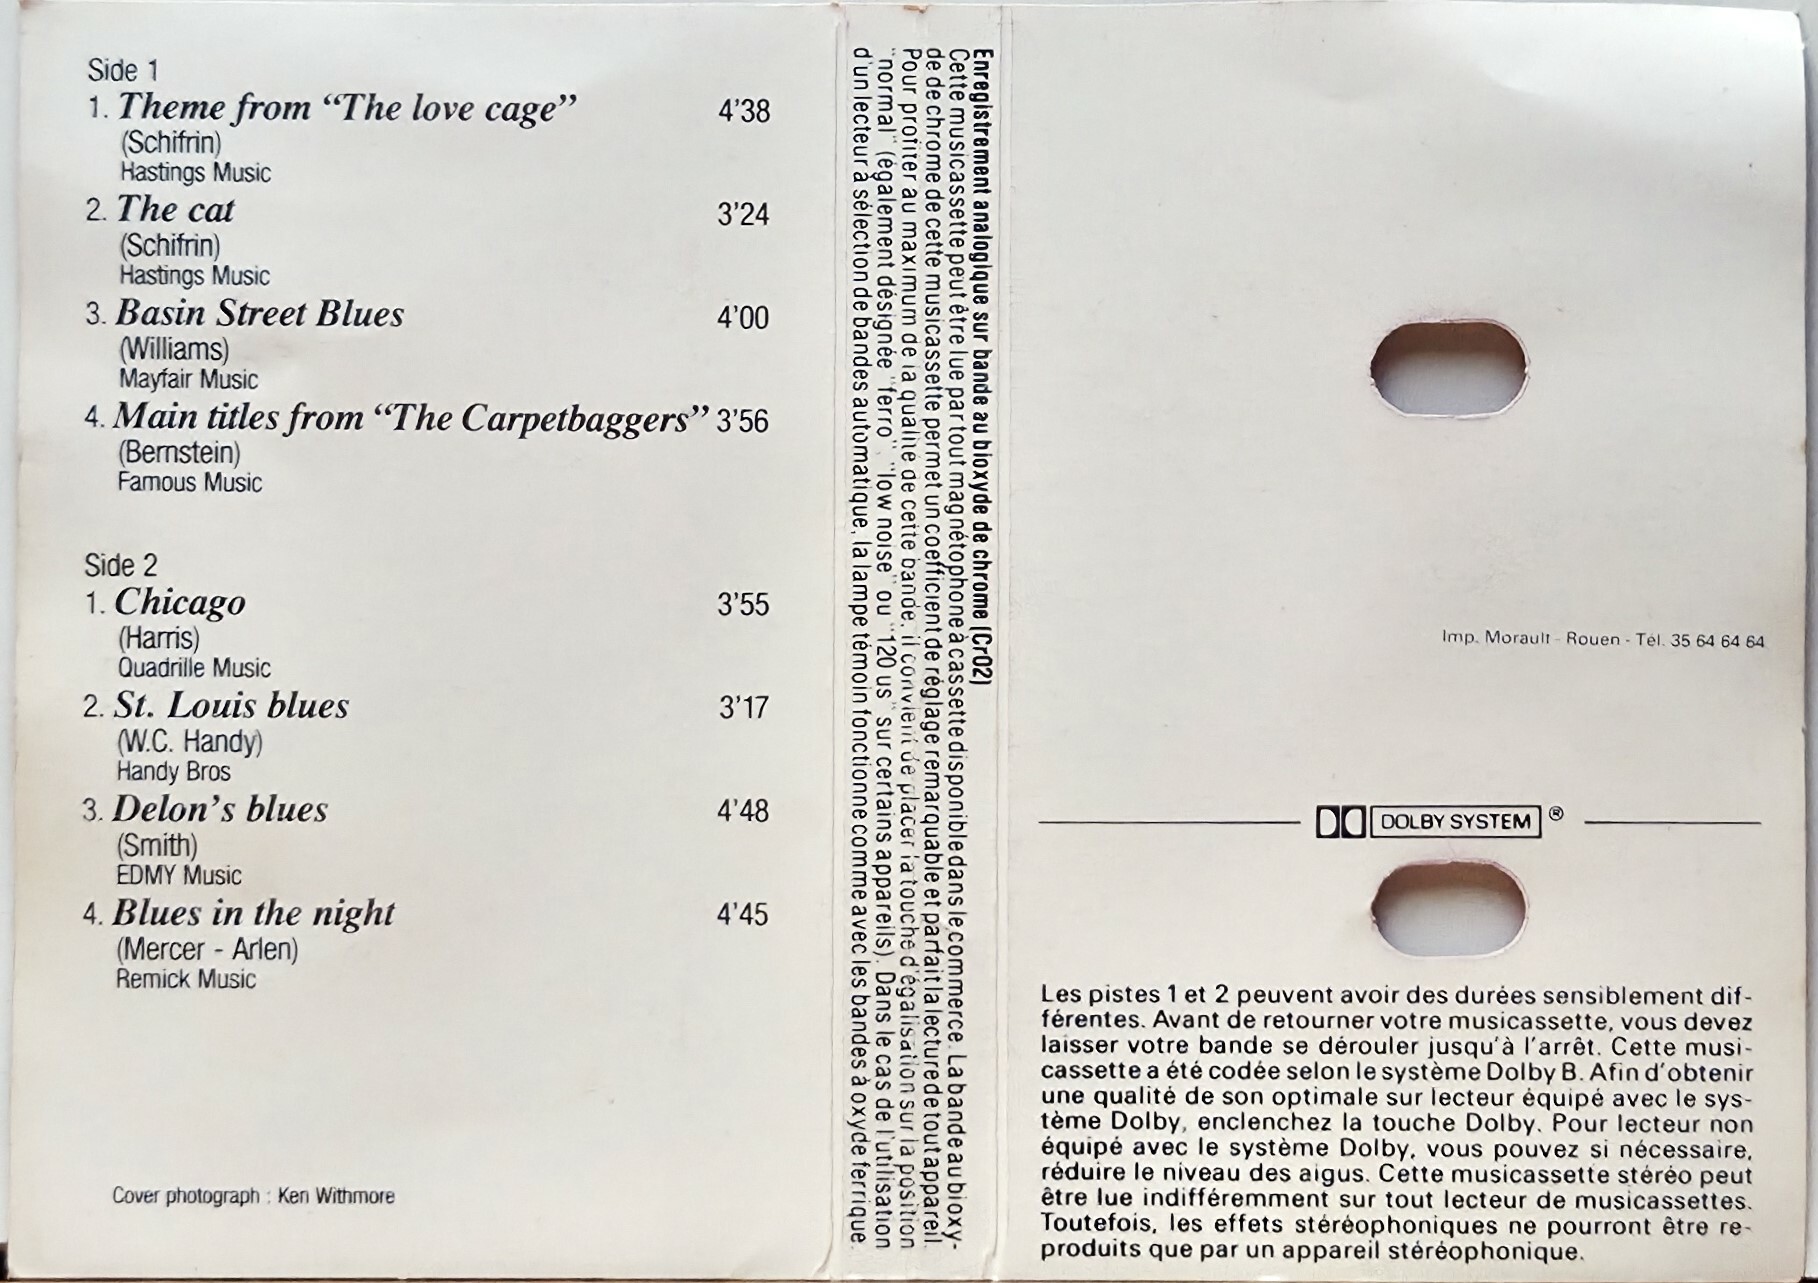 Side 1
1. Theme from “The love cage” 4'38
(Schifrin)
Hastings Music
2. The cat 3'24
(Schifrin)
Hastings Music
3. Basin Street Blues 4'00
(Williams)
Mayfair Music
4. Main titles from “The Carpetbaggers” 3'56
(Bernstein)
Famous Music
Side 2
1. Chicago 3'55
(Harris)
Quadrille Music
2. St. Louis blues 3'17
(W.C. Handy)
Handy Bros
3. Delon's blues 4'48
(Smith)
EDMY Music
4. Blues in the night 4'45
(Mercer - Arlen)
Remick Music
Cover photograph : Ken Withmore
Enregistrement analogique sur bande au bioxyde de chrome (Cr02)
Cette musicassette peut être lue par tout magnétophone à cassette disponible dans le commerce. La bande au bioxy-
de de chrome de cette musicassette permet un coefficient de réglage remarquable et parfait la lecture de tout appareil.
Pour profiter au maximum de la qualité de cette bande, il convient de placer la touche d'égalisation sur la position
"normal" (également désignée "ferro", "low noise" ou "120 us" sur certains appareils). Dans le cas de l'utilisation
d'un lecteur à sélection de bandes automatique, la lampe témoin fonctionne comme avec les bandes à oxyde ferrique.
Imp. Morault - Rouen - Tél. 35 64 64 64
DOLBY SYSTEM ®
Les pistes 1 et 2 peuvent avoir des durées sensiblement dif-
férentes. Avant de retourner votre musicassette, vous devez
laisser votre bande se dérouler jusqu'à l'arrêt. Cette musi-
cassette a été codée selon le système Dolby B. Afin d'obtenir
une qualité de son optimale sur lecteur équipé avec le sys-
tème Dolby, enclenchez la touche Dolby. Pour lecteur non
équipé avec le système Dolby, vous pouvez si nécessaire,
réduire le niveau des aigus. Cette musicassette stéréo peut
être lue indifféremment sur tout lecteur de musicassettes.
Toutefois, les effets stéréophoniques ne pourront être re-
produits que par un appareil stéréophonique.